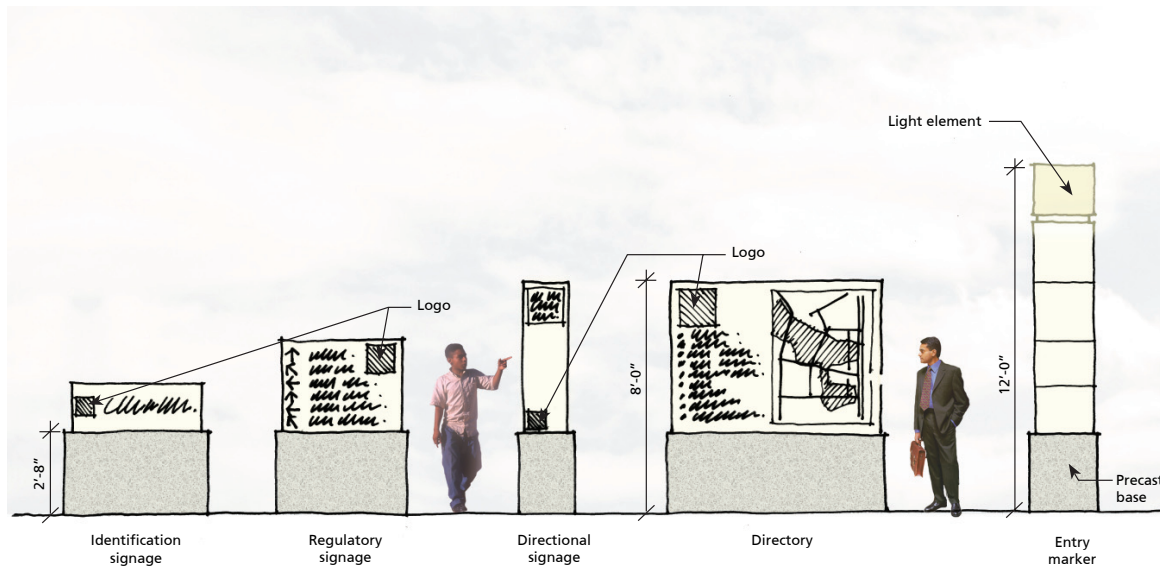 Light element
Logo
Logo
8’-0”
12’-0”
2’-8”
Precast
base
Identification
signage
Regulatory
signage
Directional
signage
Directory
Entry
marker